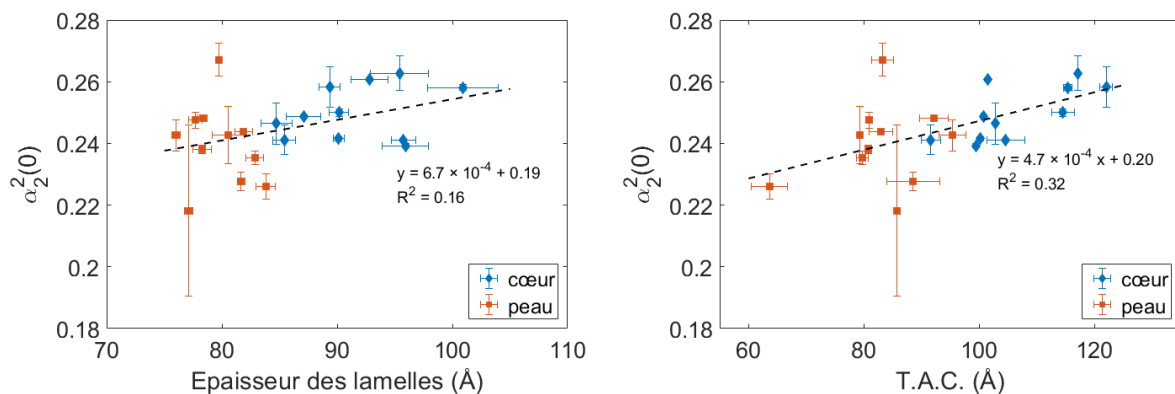 0.28
0.26
0.24
0.22
0.2
0.18
α₂²(0)
70 80 90 100 110
Epaisseur des lamelles (Å)
y = 6.7 × 10⁻⁴ + 0.19
R² = 0.16
cœur
peau
0.28
0.26
0.24
0.22
0.2
0.18
α₂²(0)
60 80 100 120
T.A.C. (Å)
y = 4.7 × 10⁻⁴ x + 0.20
R² = 0.32
cœur
peau